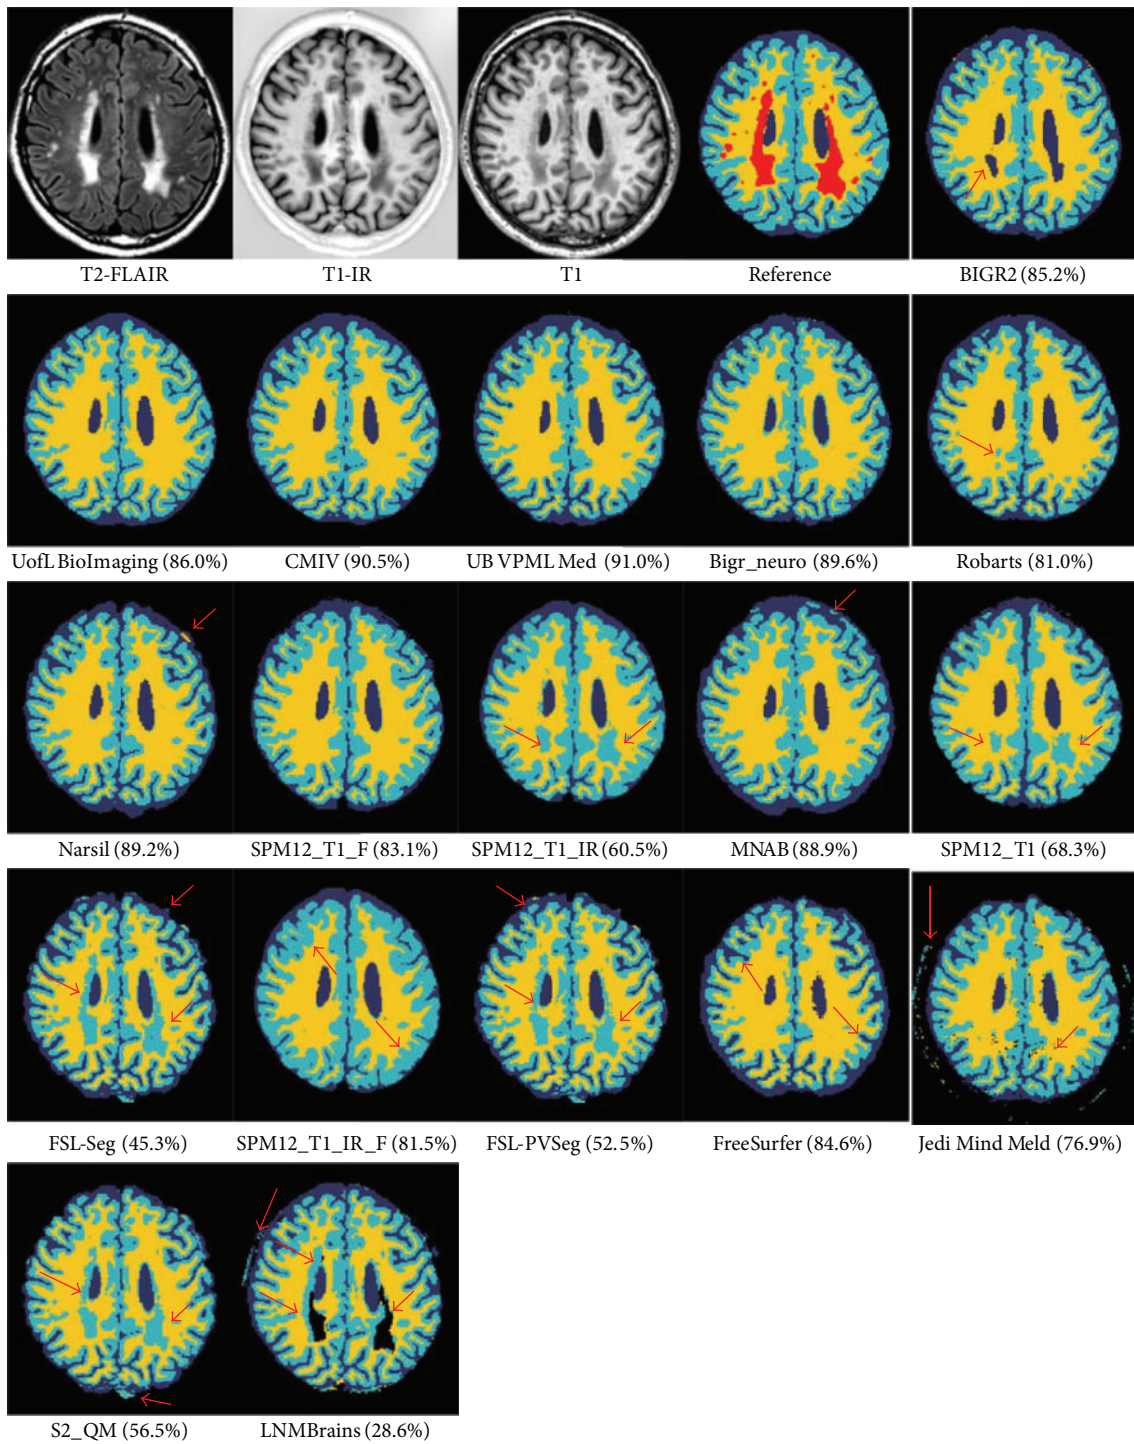 T2-FLAIR T1-IR T1 Reference BIGR2 (85.2%)
UofL BioImaging (86.0%) CMIV (90.5%) UB VPML Med (91.0%) Bigr_neuro (89.6%) Robarts (81.0%)
Narsil (89.2%) SPM12_T1_F (83.1%) SPM12_T1_IR (60.5%) MNAB (88.9%) SPM12_T1 (68.3%)
FSL-Seg (45.3%) SPM12_T1_IR_F (81.5%) FSL-PVSeg (52.5%) FreeSurfer (84.6%) Jedi Mind Meld (76.9%)
S2_QM (56.5%) LNMBrains (28.6%)